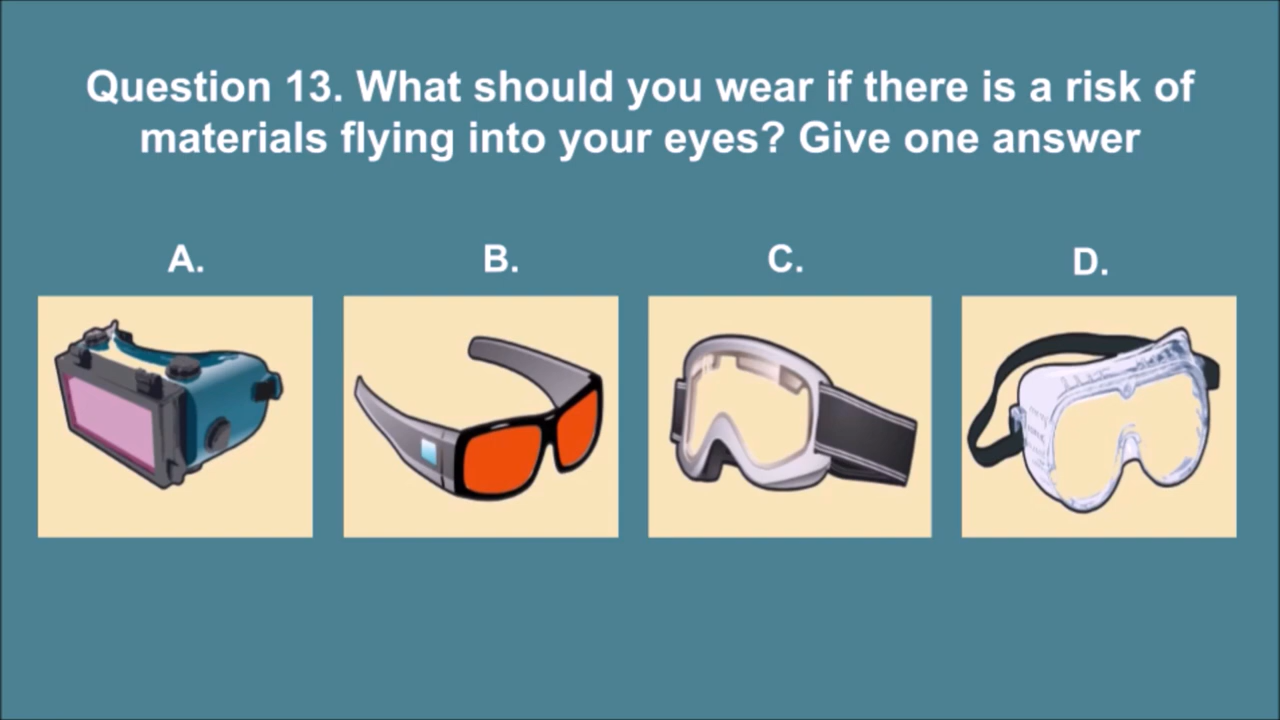 Question 13. What should you wear if there is a risk of
materials flying into your eyes? Give one answer
A. B. C. D.